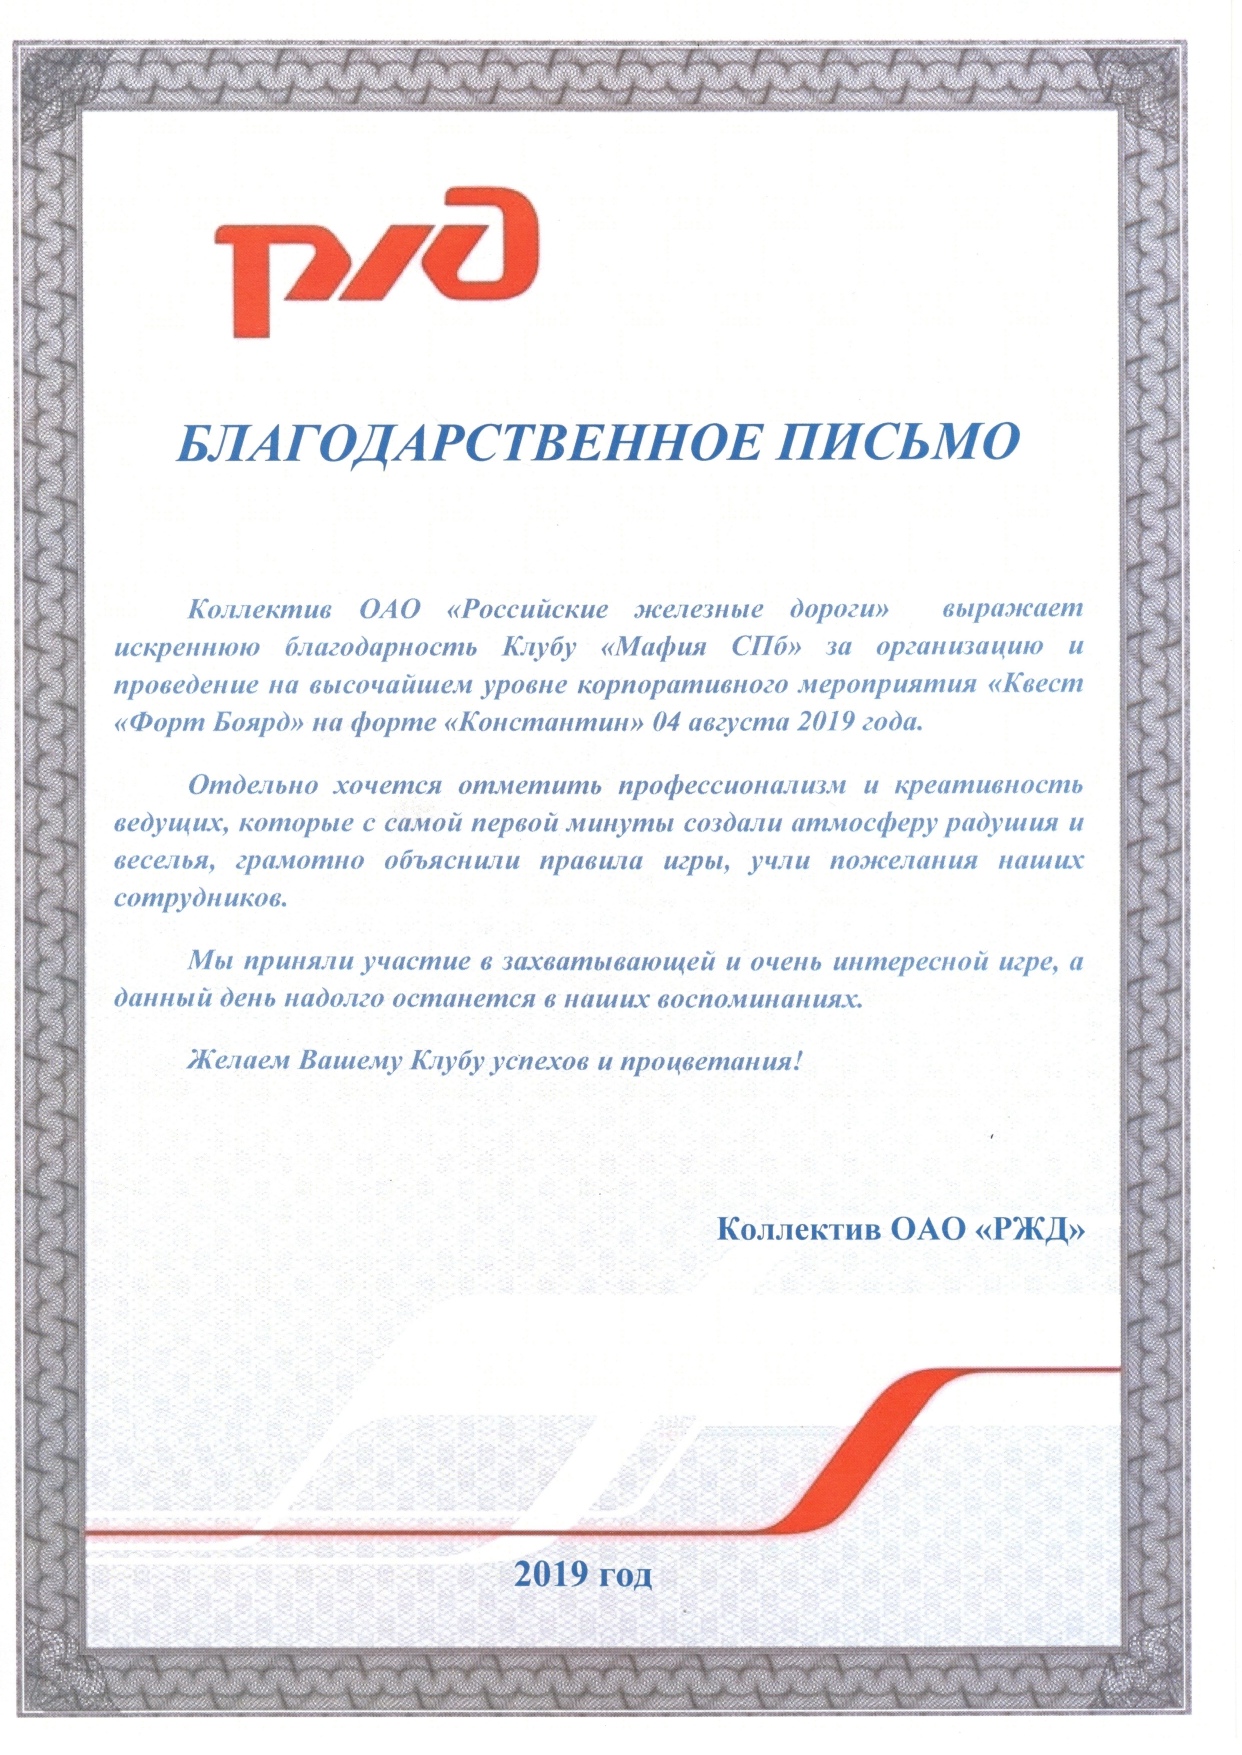 РЖД
БЛАГОДАРСТВЕННОЕ ПИСЬМО
Коллектив ОАО «Российские железные дороги» выражает
искреннюю благодарность Клубу «Мафия СПб» за организацию и
проведение на высочайшем уровне корпоративного мероприятия «Квест
«Форт Боярд» на форте «Константин» 04 августа 2019 года.
Отдельно хочется отметить профессионализм и креативность
ведущих, которые с самой первой минуты создали атмосферу радушия и
веселья, грамотно объяснили правила игры, учли пожелания наших
сотрудников.
Мы приняли участие в захватывающей и очень интересной игре, а
данный день надолго останется в наших воспоминаниях.
Желаем Вашему Клубу успехов и процветания!
Коллектив ОАО «РЖД»
2019 год